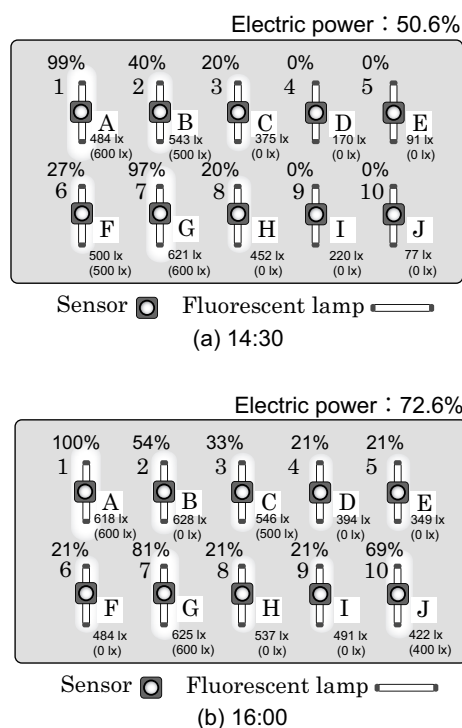 Electric power：50.6%
99% 40% 20% 0% 0%
1 2 3 4 5
A B C D E
484 lx 543 lx 375 lx 170 lx 91 lx
(600 lx) (500 lx) (0 lx) (0 lx) (0 lx)
27% 97% 20% 0% 0%
6 7 8 9 10
F G H I J
500 lx 621 lx 452 lx 220 lx 77 lx
(500 lx) (600 lx) (0 lx) (0 lx) (0 lx)
Sensor Fluorescent lamp
(a) 14:30
Electric power：72.6%
100% 54% 33% 21% 21%
1 2 3 4 5
A B C D E
618 lx 628 lx 546 lx 394 lx 349 lx
(600 lx) (0 lx) (500 lx) (0 lx) (0 lx)
21% 81% 21% 21% 69%
6 7 8 9 10
F G H I J
484 lx 625 lx 537 lx 491 lx 422 lx
(0 lx) (600 lx) (0 lx) (0 lx) (400 lx)
Sensor Fluorescent lamp
(b) 16:00